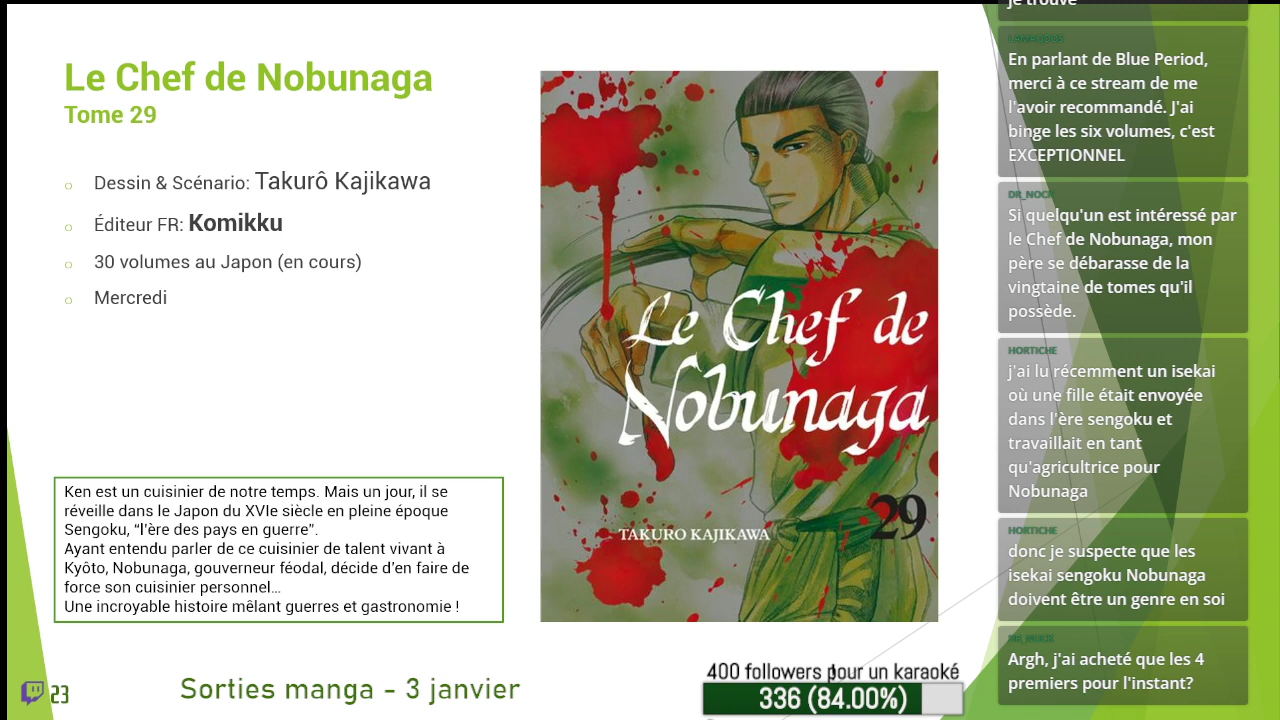 Le Chef de Nobunaga
Tome 29
Dessin & Scénario: Takurô Kajikawa
Éditeur FR: Komikku
30 volumes au Japon (en cours)
Mercredi
Ken est un cuisinier de notre temps. Mais un jour, il se
réveille dans le Japon du XVIe siècle en pleine époque
Sengoku, “l’ère des pays en guerre”.
Ayant entendu parler de ce cuisinier de talent vivant à
Kyôto, Nobunaga, gouverneur féodal, décide d’en faire de
force son cuisinier personnel…
Une incroyable histoire mêlant guerres et gastronomie !
Le Chef de
Nobunaga
29
TAKURO KAJIKAWA
23
Sorties manga - 3 janvier
400 followers pour un karaoké
336 (84.00%)
je trouve
En parlant de Blue Period,
merci à ce stream de me
l'avoir recommandé. J'ai
binge les six volumes, c'est
EXCEPTIONNEL
DR_NOCK
Si quelqu'un est intéressé par
le Chef de Nobunaga, mon
père se débarasse de la
vingtaine de tomes qu'il
possède.
HORTICHE
j'ai lu récemment un isekai
où une fille était envoyée
dans l'ère sengoku et
travaillait en tant
qu'agricultrice pour
Nobunaga
HORTICHE
donc je suspecte que les
isekai sengoku Nobunaga
doivent être un genre en soi
Argh, j'ai acheté que les 4
premiers pour l'instant?